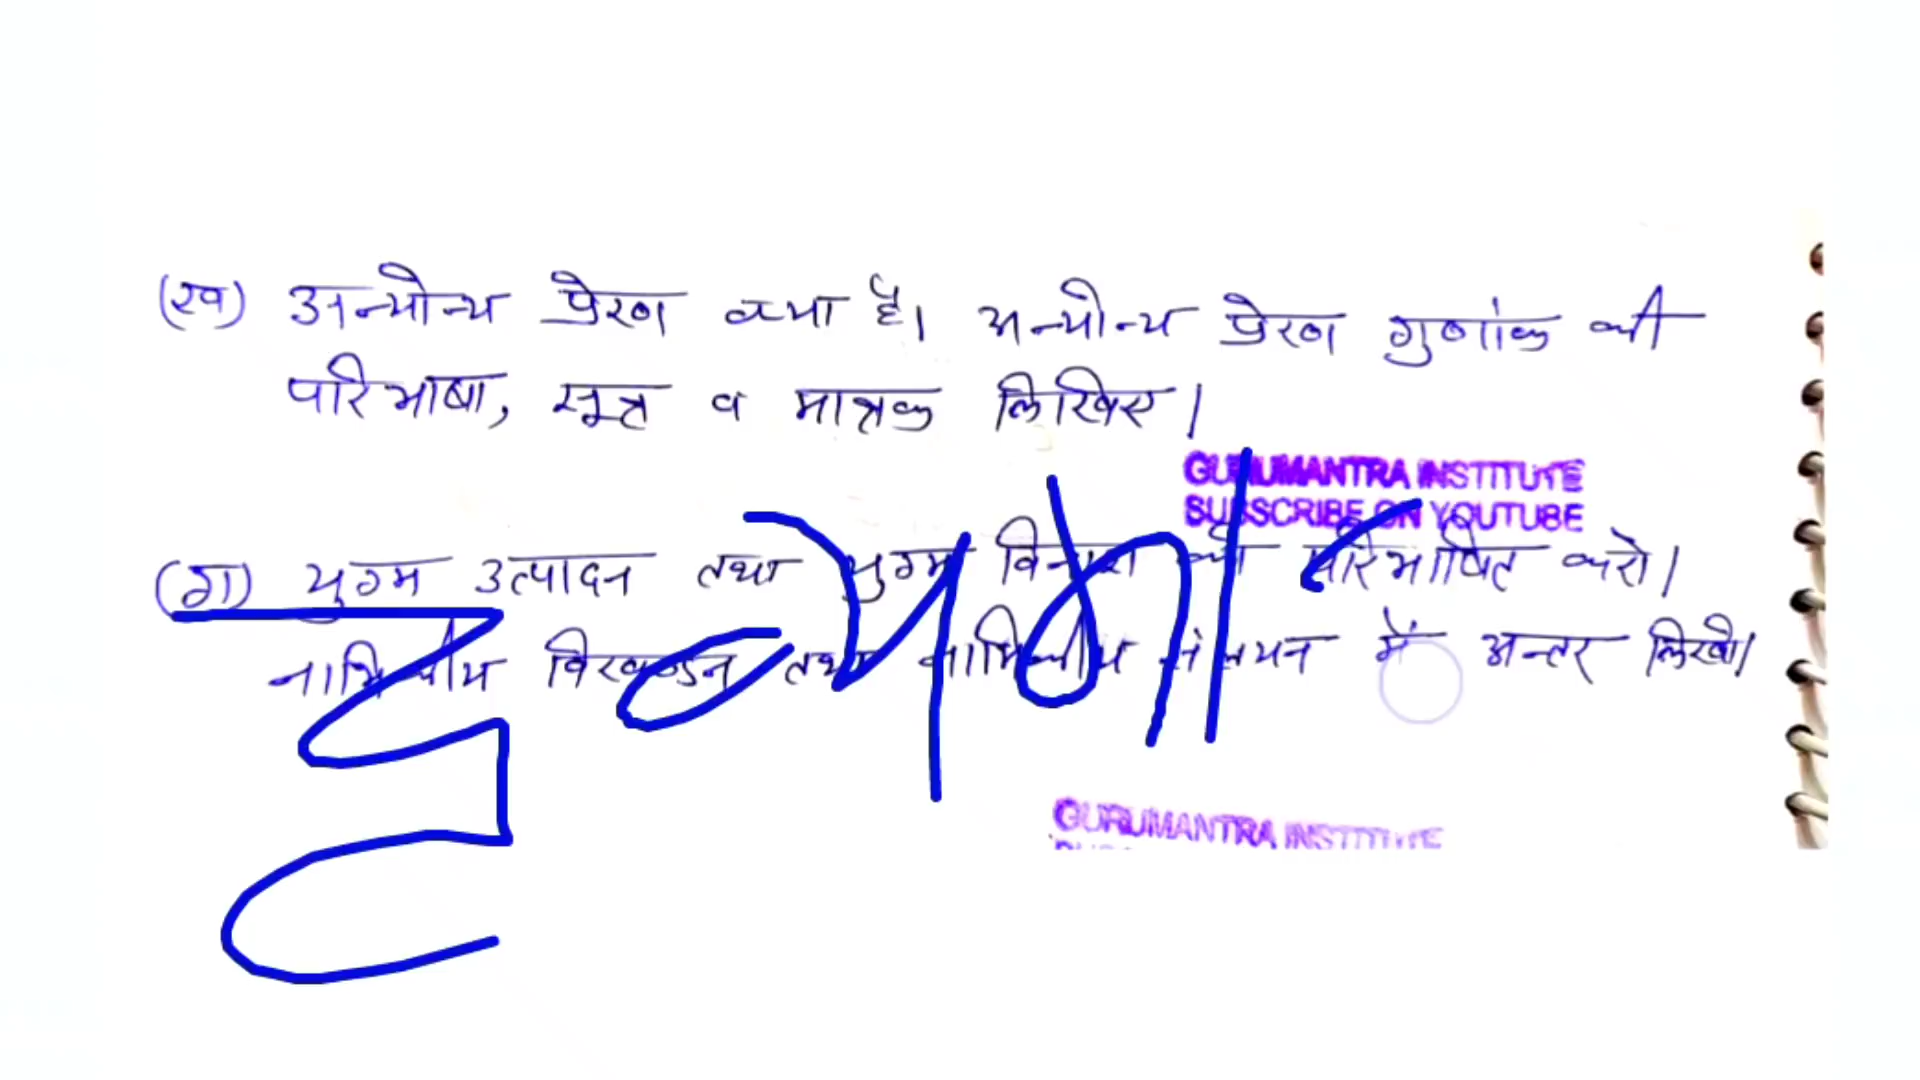 (ख) अन्योन्य प्रेरण क्या है। अन्योन्य प्रेरण गुणांक की
परिभाषा, सूत्र व मात्रक लिखिए।
GURUMANTRA INSTITUTE
SUBSCRIBE ON YOUTUBE
(ग) युग्म उत्पादन तथा युग्म विनाश को परिभाषित करो।
नाभिकीय विखण्डन तथा नाभिकीय संलयन में अन्तर लिखो।
GURUMANTRA INSTITUTE